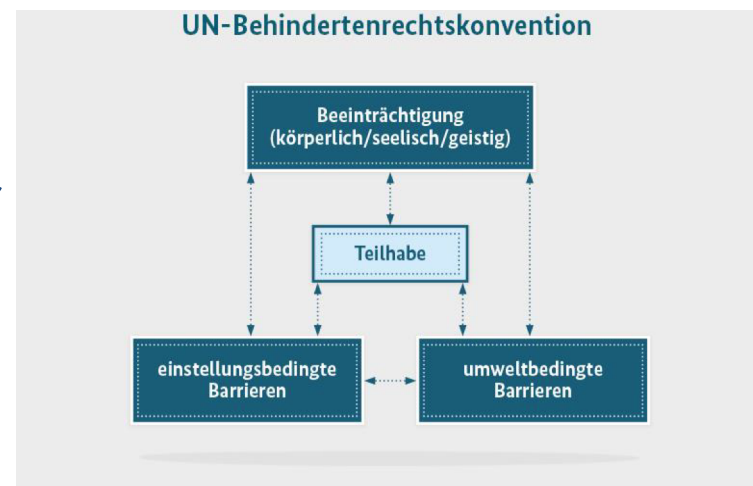 UN-Behindertenrechtskonvention
Beeinträchtigung
(körperlich/seelisch/geistig)
Teilhabe
einstellungsbedingte
Barrieren
umweltbedingte
Barrieren